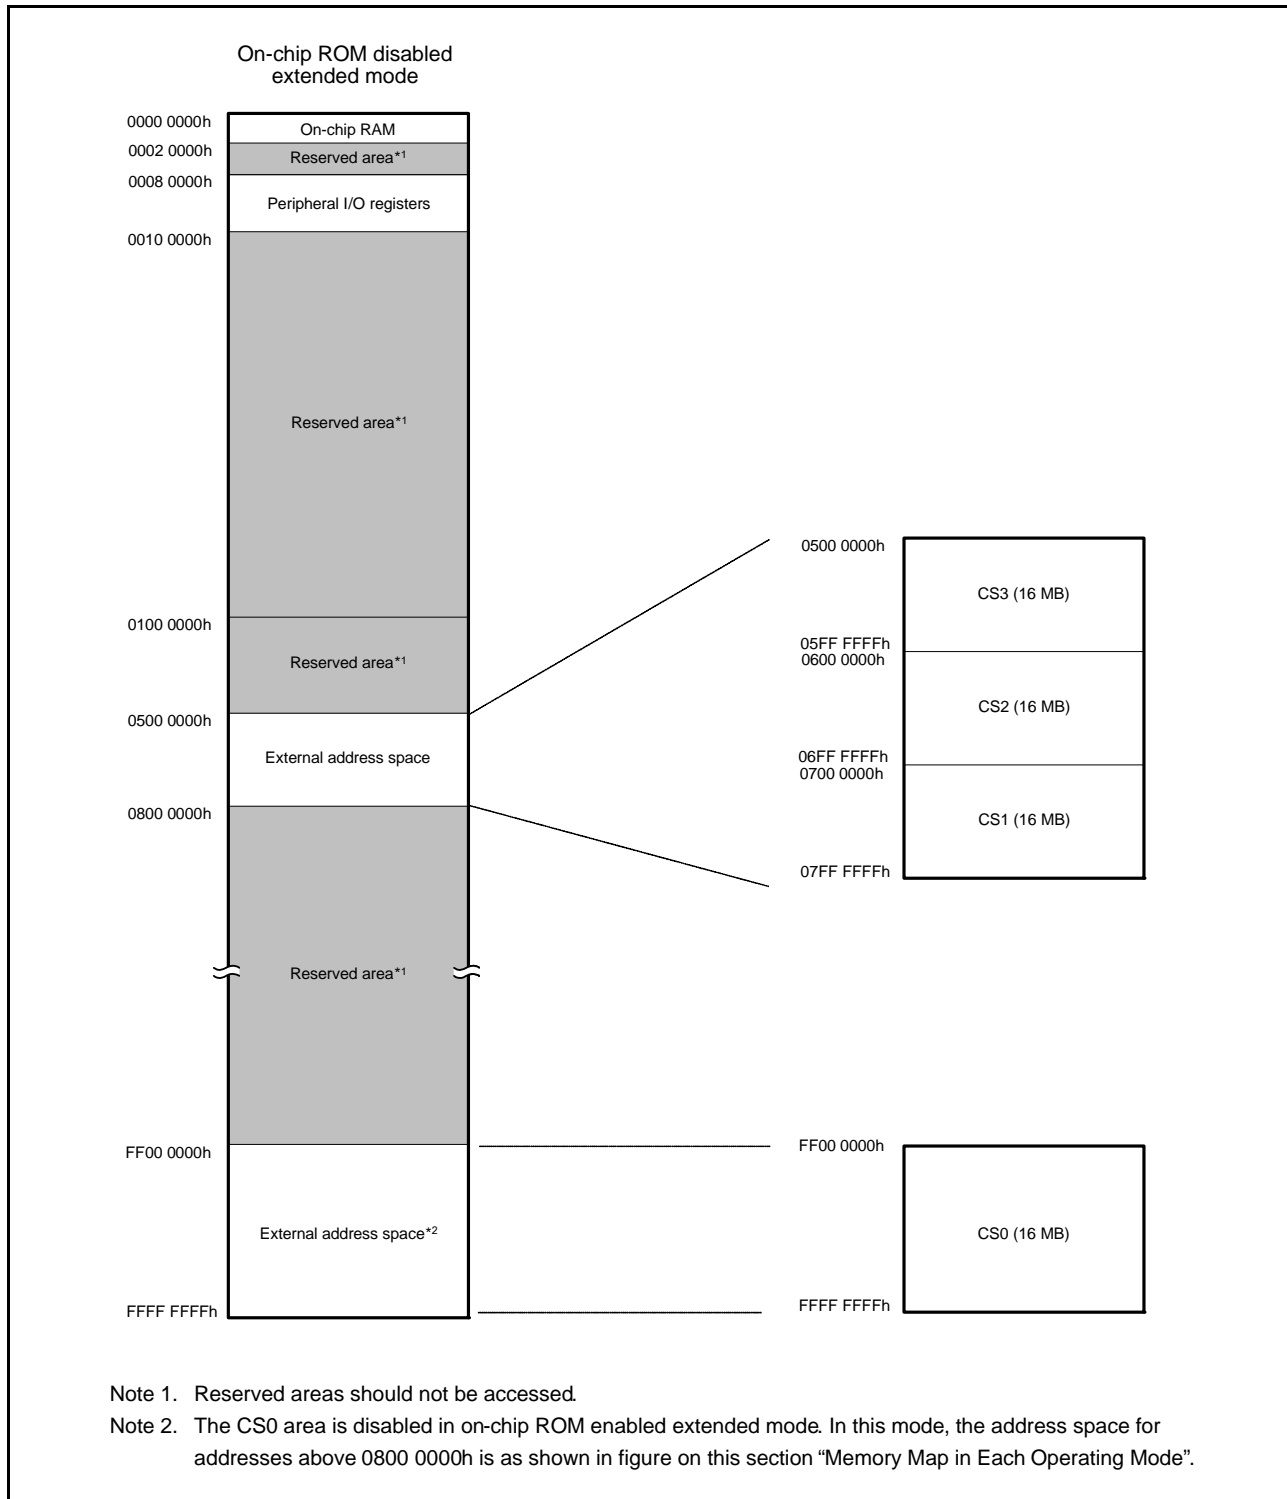 On-chip ROM disabled
extended mode
0000 0000h
On-chip RAM
0002 0000h
Reserved area*1
0008 0000h
Peripheral I/O registers
0010 0000h
Reserved area*1
0100 0000h
Reserved area*1
0500 0000h
External address space
0800 0000h
Reserved area*1
FF00 0000h
External address space*2
FFFF FFFFh
0500 0000h
CS3 (16 MB)
05FF FFFFh
0600 0000h
CS2 (16 MB)
06FF FFFFh
0700 0000h
CS1 (16 MB)
07FF FFFFh
FF00 0000h
CS0 (16 MB)
FFFF FFFFh
Note 1. Reserved areas should not be accessed.
Note 2. The CS0 area is disabled in on-chip ROM enabled extended mode. In this mode, the address space for
addresses above 0800 0000h is as shown in figure on this section “Memory Map in Each Operating Mode”.